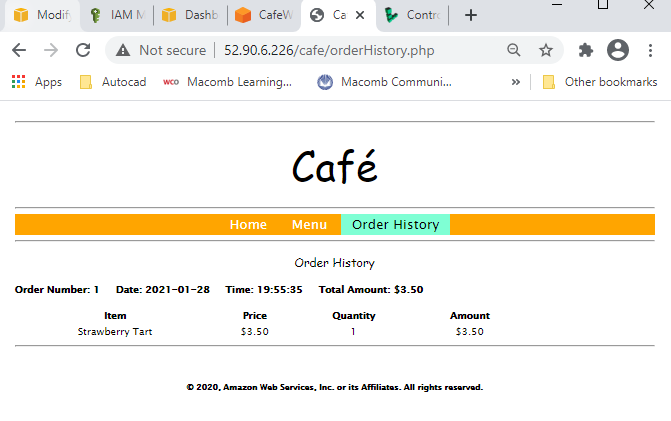 Modify
IAM M
Dashb
CafeW
Ca
Contro
Not secure
52.90.6.226/cafe/orderHistory.php
Apps
Autocad
wco
Macomb Learning...
Macomb Communi...
»
Other bookmarks
Café
Home
Menu
Order History
Order History
Order Number: 1 Date: 2021-01-28 Time: 19:55:35 Total Amount: $3.50
Item Price Quantity Amount
Strawberry Tart $3.50 1 $3.50
© 2020, Amazon Web Services, Inc. or its Affiliates. All rights reserved.